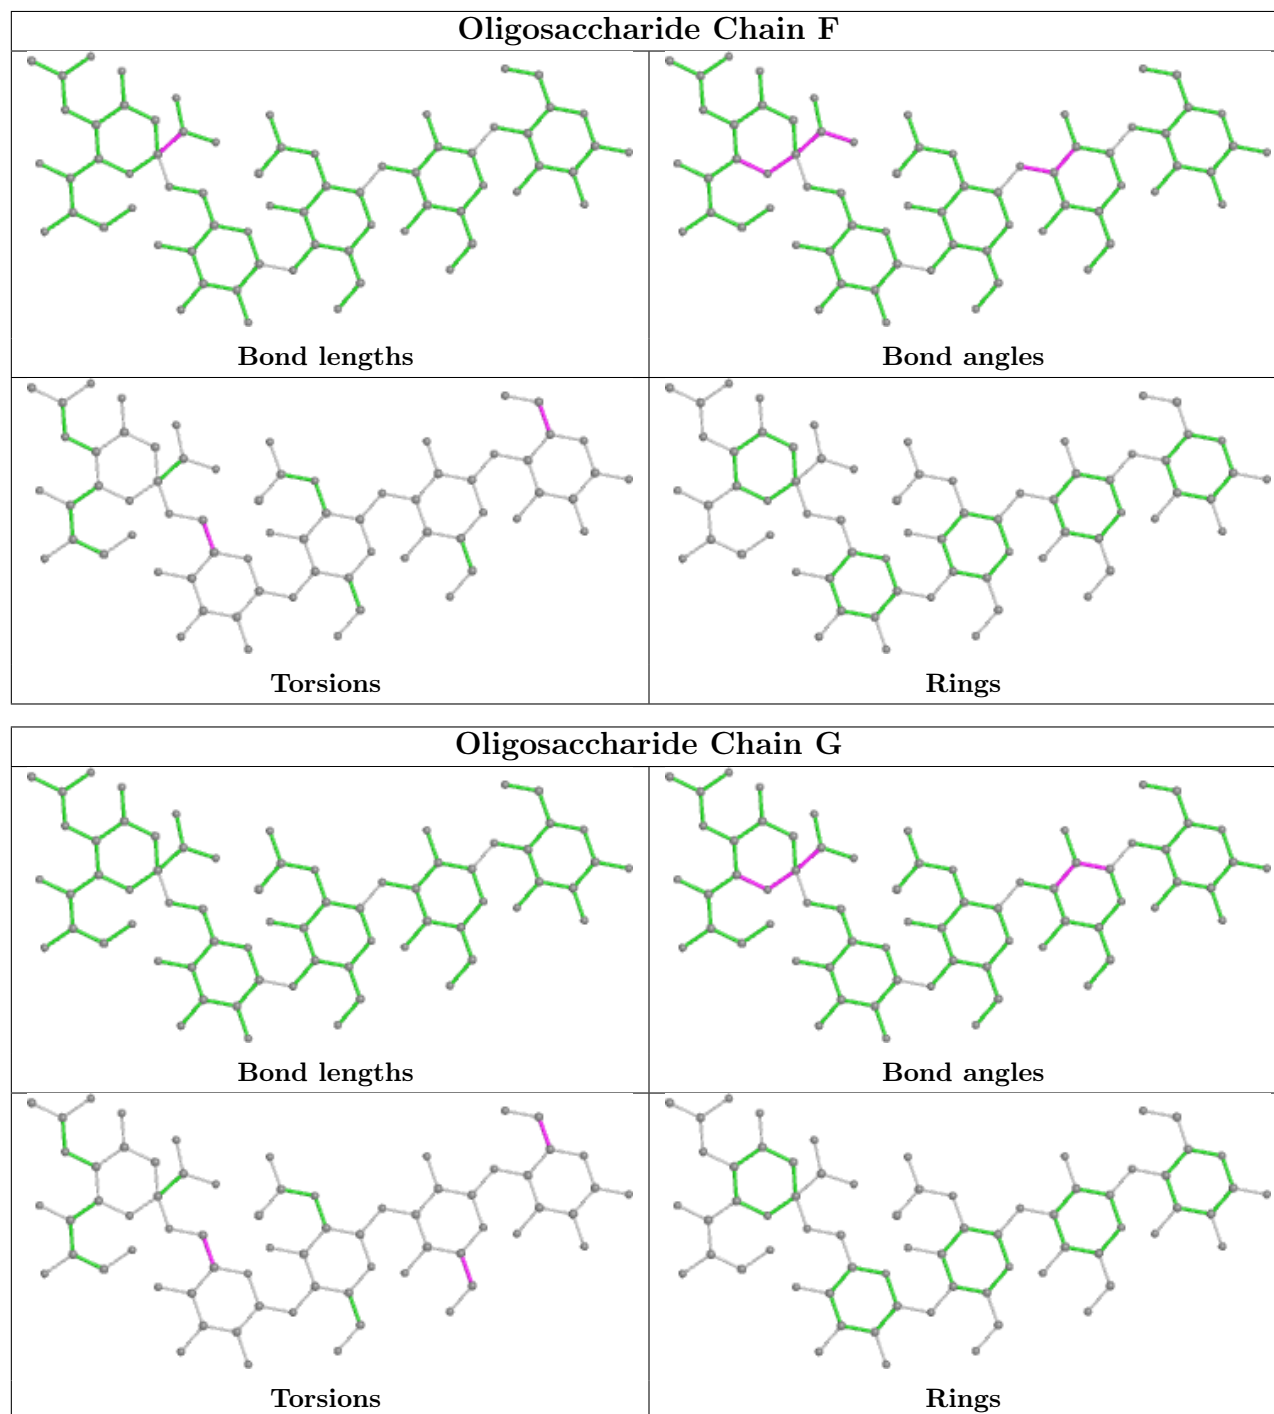 Oligosaccharide Chain F
Bond lengths
Bond angles
Torsions
Rings
Oligosaccharide Chain G
Bond lengths
Bond angles
Torsions
Rings